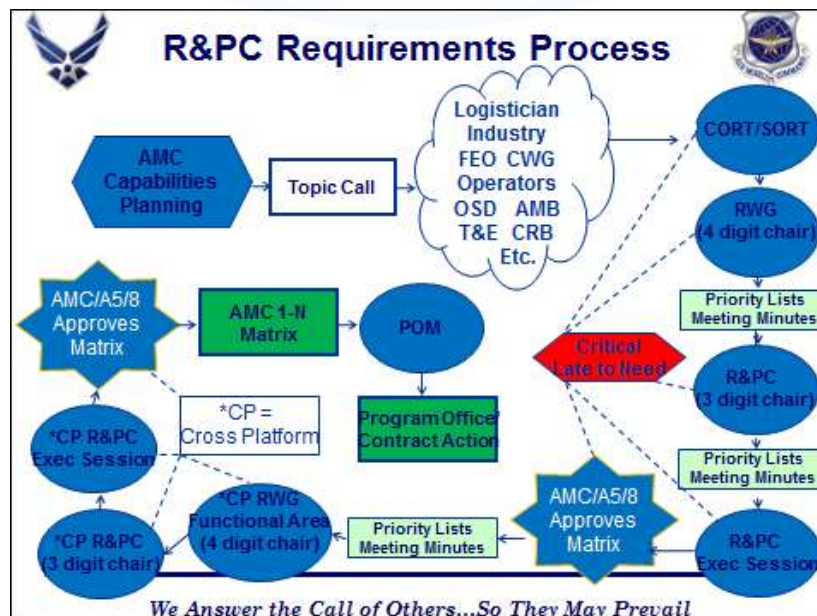 R&PC Requirements Process
AMC
Capabilities
Planning
Topic Call
Logistician
Industry
FEO CWG
Operators
OSD AMB
T&E CRB
Etc.
CORT/SORT
RWG
(4 digit chair)
Priority Lists
Meeting Minutes
R&PC
(3 digit chair)
Priority Lists
Meeting Minutes
R&PC
Exec Session
Critical
Late to Need
AMC/A5/8
Approves
Matrix
Priority Lists
Meeting Minutes
*CP RWG
Functional Area
(4 digit chair)
*CP R&PC
(3 digit chair)
*CP R&PC
Exec Session
*CP =
Cross Platform
AMC/A5/8
Approves
Matrix
AMC 1-N
Matrix
POM
Program Office/
Contract Action
We Answer the Call of Others...So They May Prevail